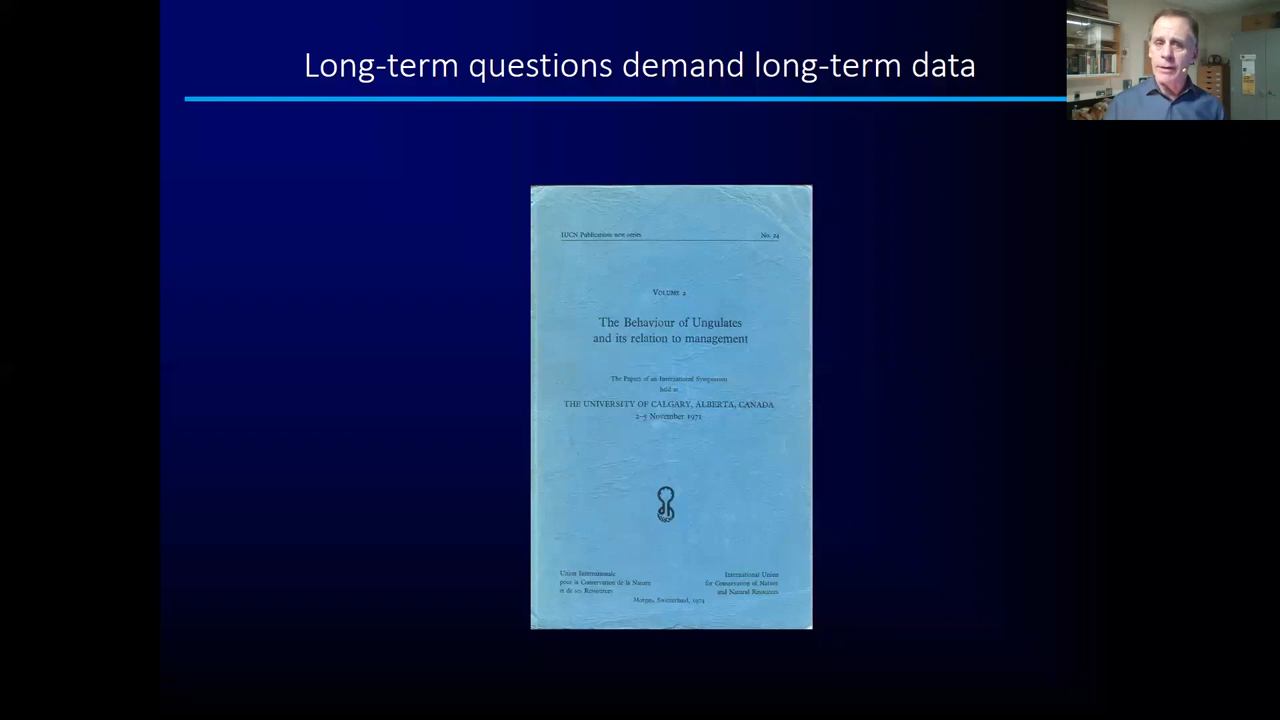 Long-term questions demand long-term data
IUCN Publications new series No. 24
VOLUME 2
The Behaviour of Ungulates
and its relation to management
The Papers of an International Symposium
held at
THE UNIVERSITY OF CALGARY, ALBERTA, CANADA
2–5 November 1971
Union Internationale
pour la Conservation de la Nature
et de ses Ressources
International Union
for Conservation of Nature
and Natural Resources
Morges, Switzerland, 1974